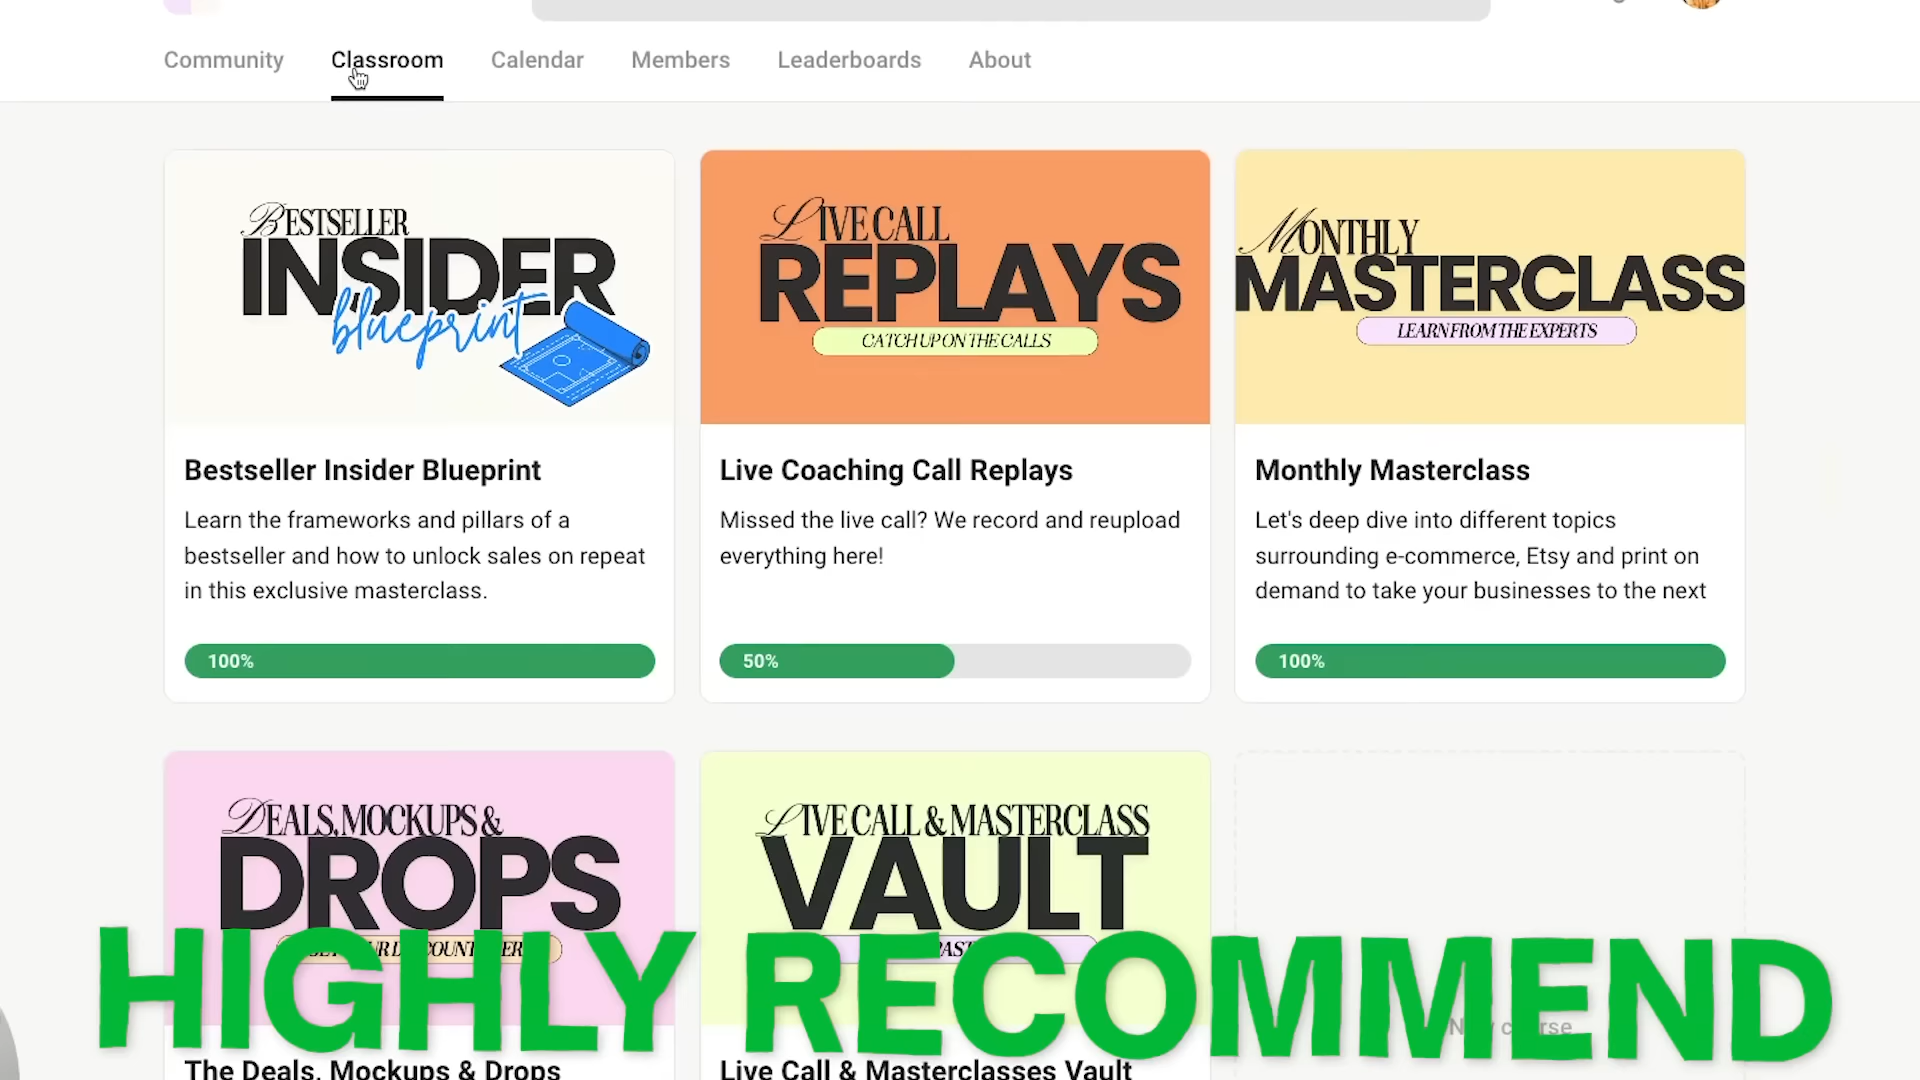 Community Classroom Calendar Members Leaderboards About
BESTSELLER
INSIDER
blueprint
LIVE CALL
REPLAYS
CATCH UP ON THE CALLS
MONTHLY
MASTERCLASS
LEARN FROM THE EXPERTS
Bestseller Insider Blueprint
Learn the frameworks and pillars of a
bestseller and how to unlock sales on repeat
in this exclusive masterclass.
100%
Live Coaching Call Replays
Missed the live call? We record and reupload
everything here!
50%
Monthly Masterclass
Let's deep dive into different topics
surrounding e-commerce, Etsy and print on
demand to take your businesses to the next
100%
DEALS, MOCKUPS &
DROPS
LIVE CALL & MASTERCLASS
VAULT
HIGHLY RECOMMEND
The Deals, Mockups & Drops
Live Call & Masterclasses Vault